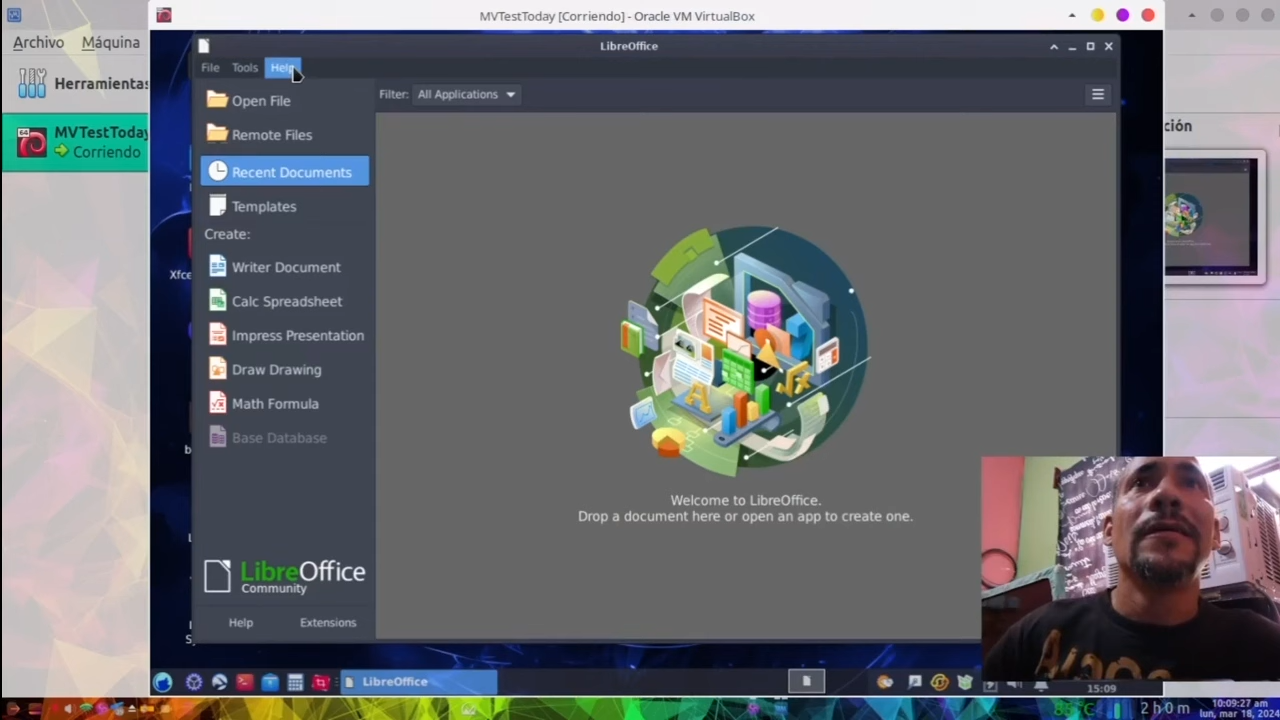 MVTestToday [Corriendo] - Oracle VM VirtualBox
Archivo Máquina
Herramientas
MVTestToday
Corriendo
ción
LibreOffice
File Tools Help
Open File
Remote Files
Recent Documents
Templates
Create:
Writer Document
Calc Spreadsheet
Impress Presentation
Draw Drawing
Math Formula
Base Database
LibreOffice
Community
Help Extensions
Filter: All Applications
Welcome to LibreOffice.
Drop a document here or open an app to create one.
Xfce
LibreOffice
15:09
2 h 0 m
10:09:27 am
lun, mar 18, 2024